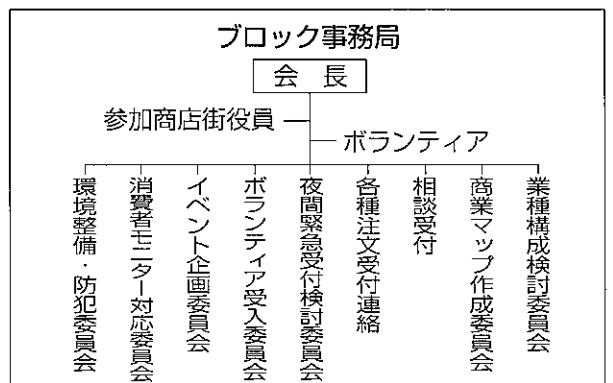 ブロック事務局
会長
参加商店街役員
ボランティア
環境整備・防犯委員会
消費者モニター対応委員会
イベント企画委員会
ボランティア受入委員会
夜間緊急受付検討委員会
各種注文受付連絡
相談受付
商業マップ作成委員会
業種構成検討委員会